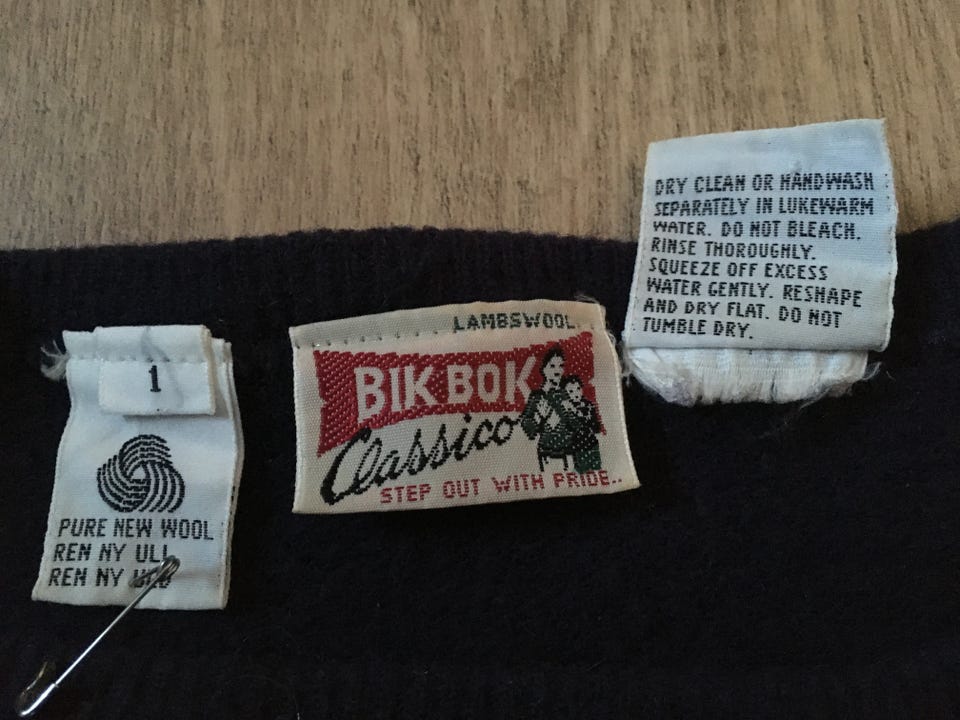 1
PURE NEW WOOL
REN NY ULL
REN NY ULL
LAMBSWOOL
BIK BOK
Classico
STEP OUT WITH PRIDE..
DRY CLEAN OR HANDWASH
SEPARATELY IN LUKEWARM
WATER. DO NOT BLEACH.
RINSE THOROUGHLY.
SQUEEZE OFF EXCESS
WATER GENTLY. RESHAPE
AND DRY FLAT. DO NOT
TUMBLE DRY.